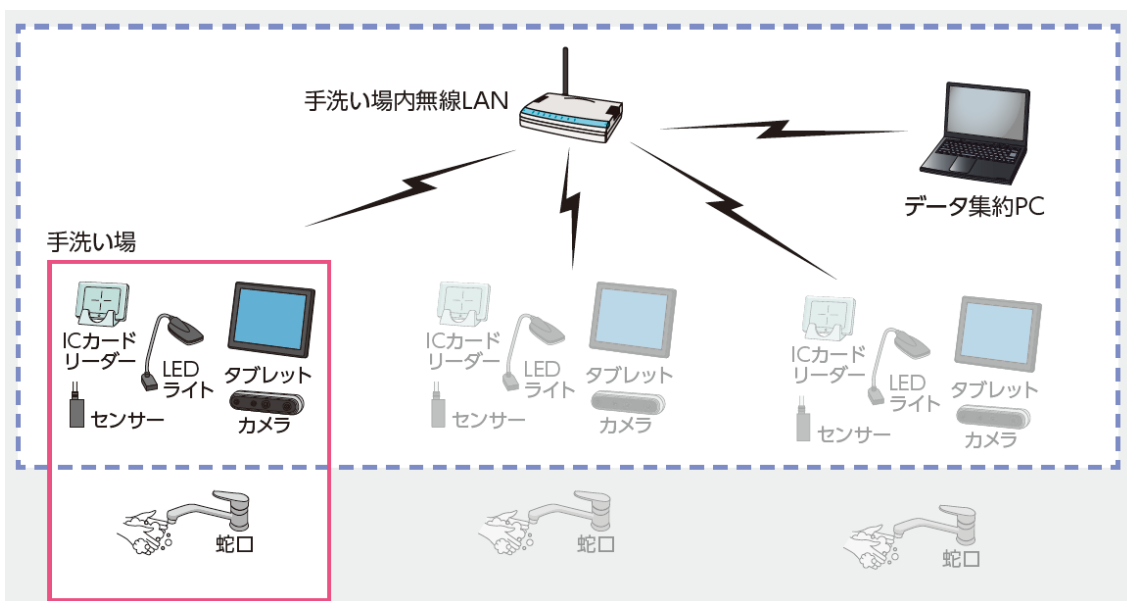 手洗い場内無線LAN
データ集約PC
手洗い場
ICカード
リーダー
LED
ライト
タブレット
センサー
カメラ
蛇口
ICカード
リーダー
LED
ライト
タブレット
センサー
カメラ
蛇口
ICカード
リーダー
LED
ライト
タブレット
センサー
カメラ
蛇口